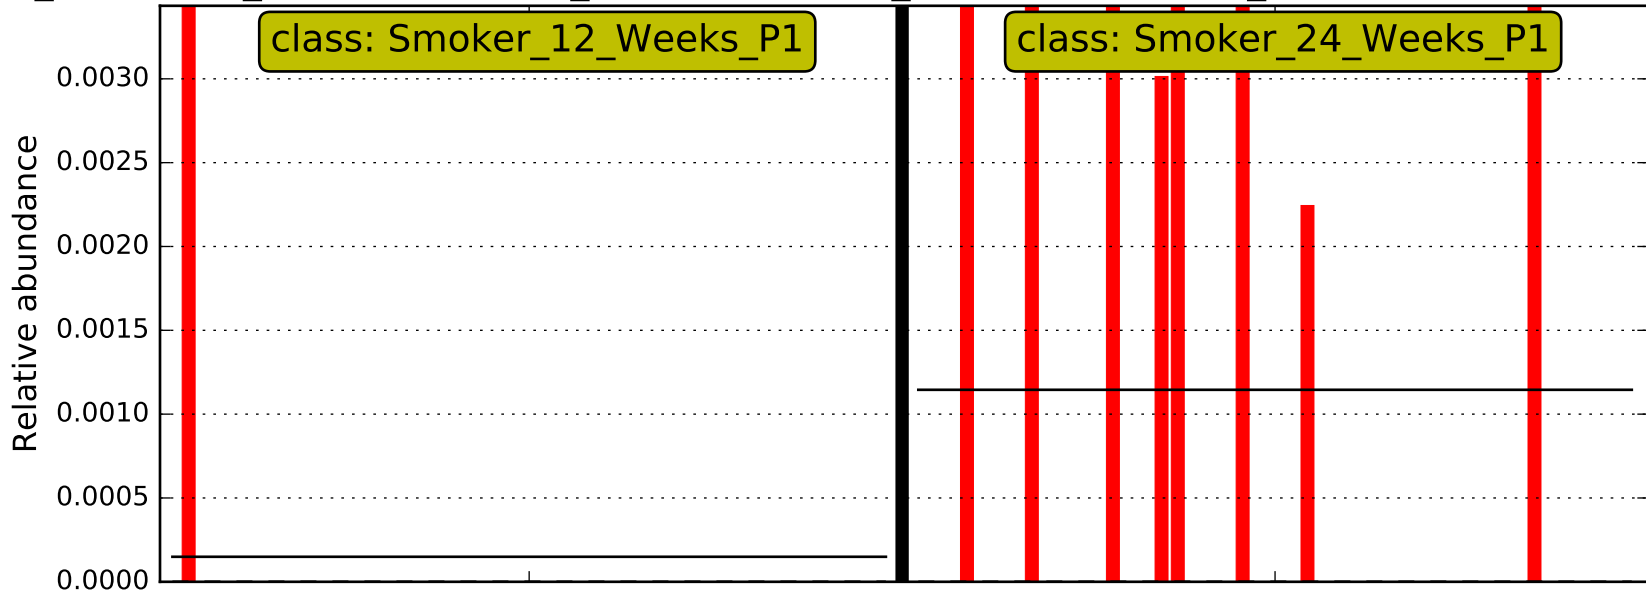 class: Smoker_12_Weeks_P1
class: Smoker_24_Weeks_P1
Relative abundance
0.0030
0.0025
0.0020
0.0015
0.0010
0.0005
0.0000